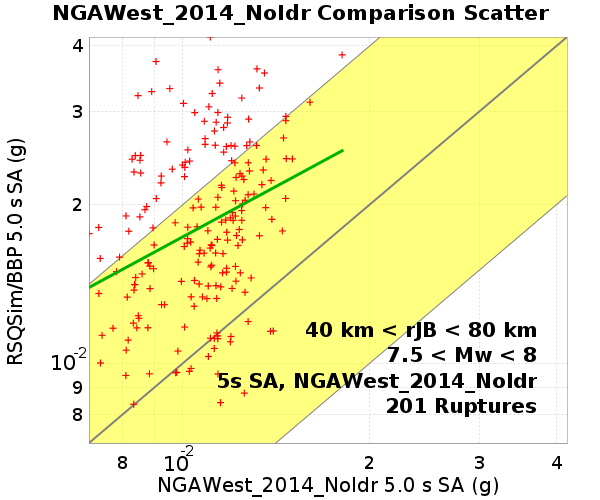 NGAWest_2014_NoIdr Comparison Scatter
RSQSim/BBP 5.0 s SA (g)
4
3
2
10-2
9
8
40 km < rJB < 80 km
7.5 < Mw < 8
5s SA, NGAWest_2014_NoIdr
201 Ruptures
8 10-2 2 3 4
NGAWest_2014_NoIdr 5.0 s SA (g)